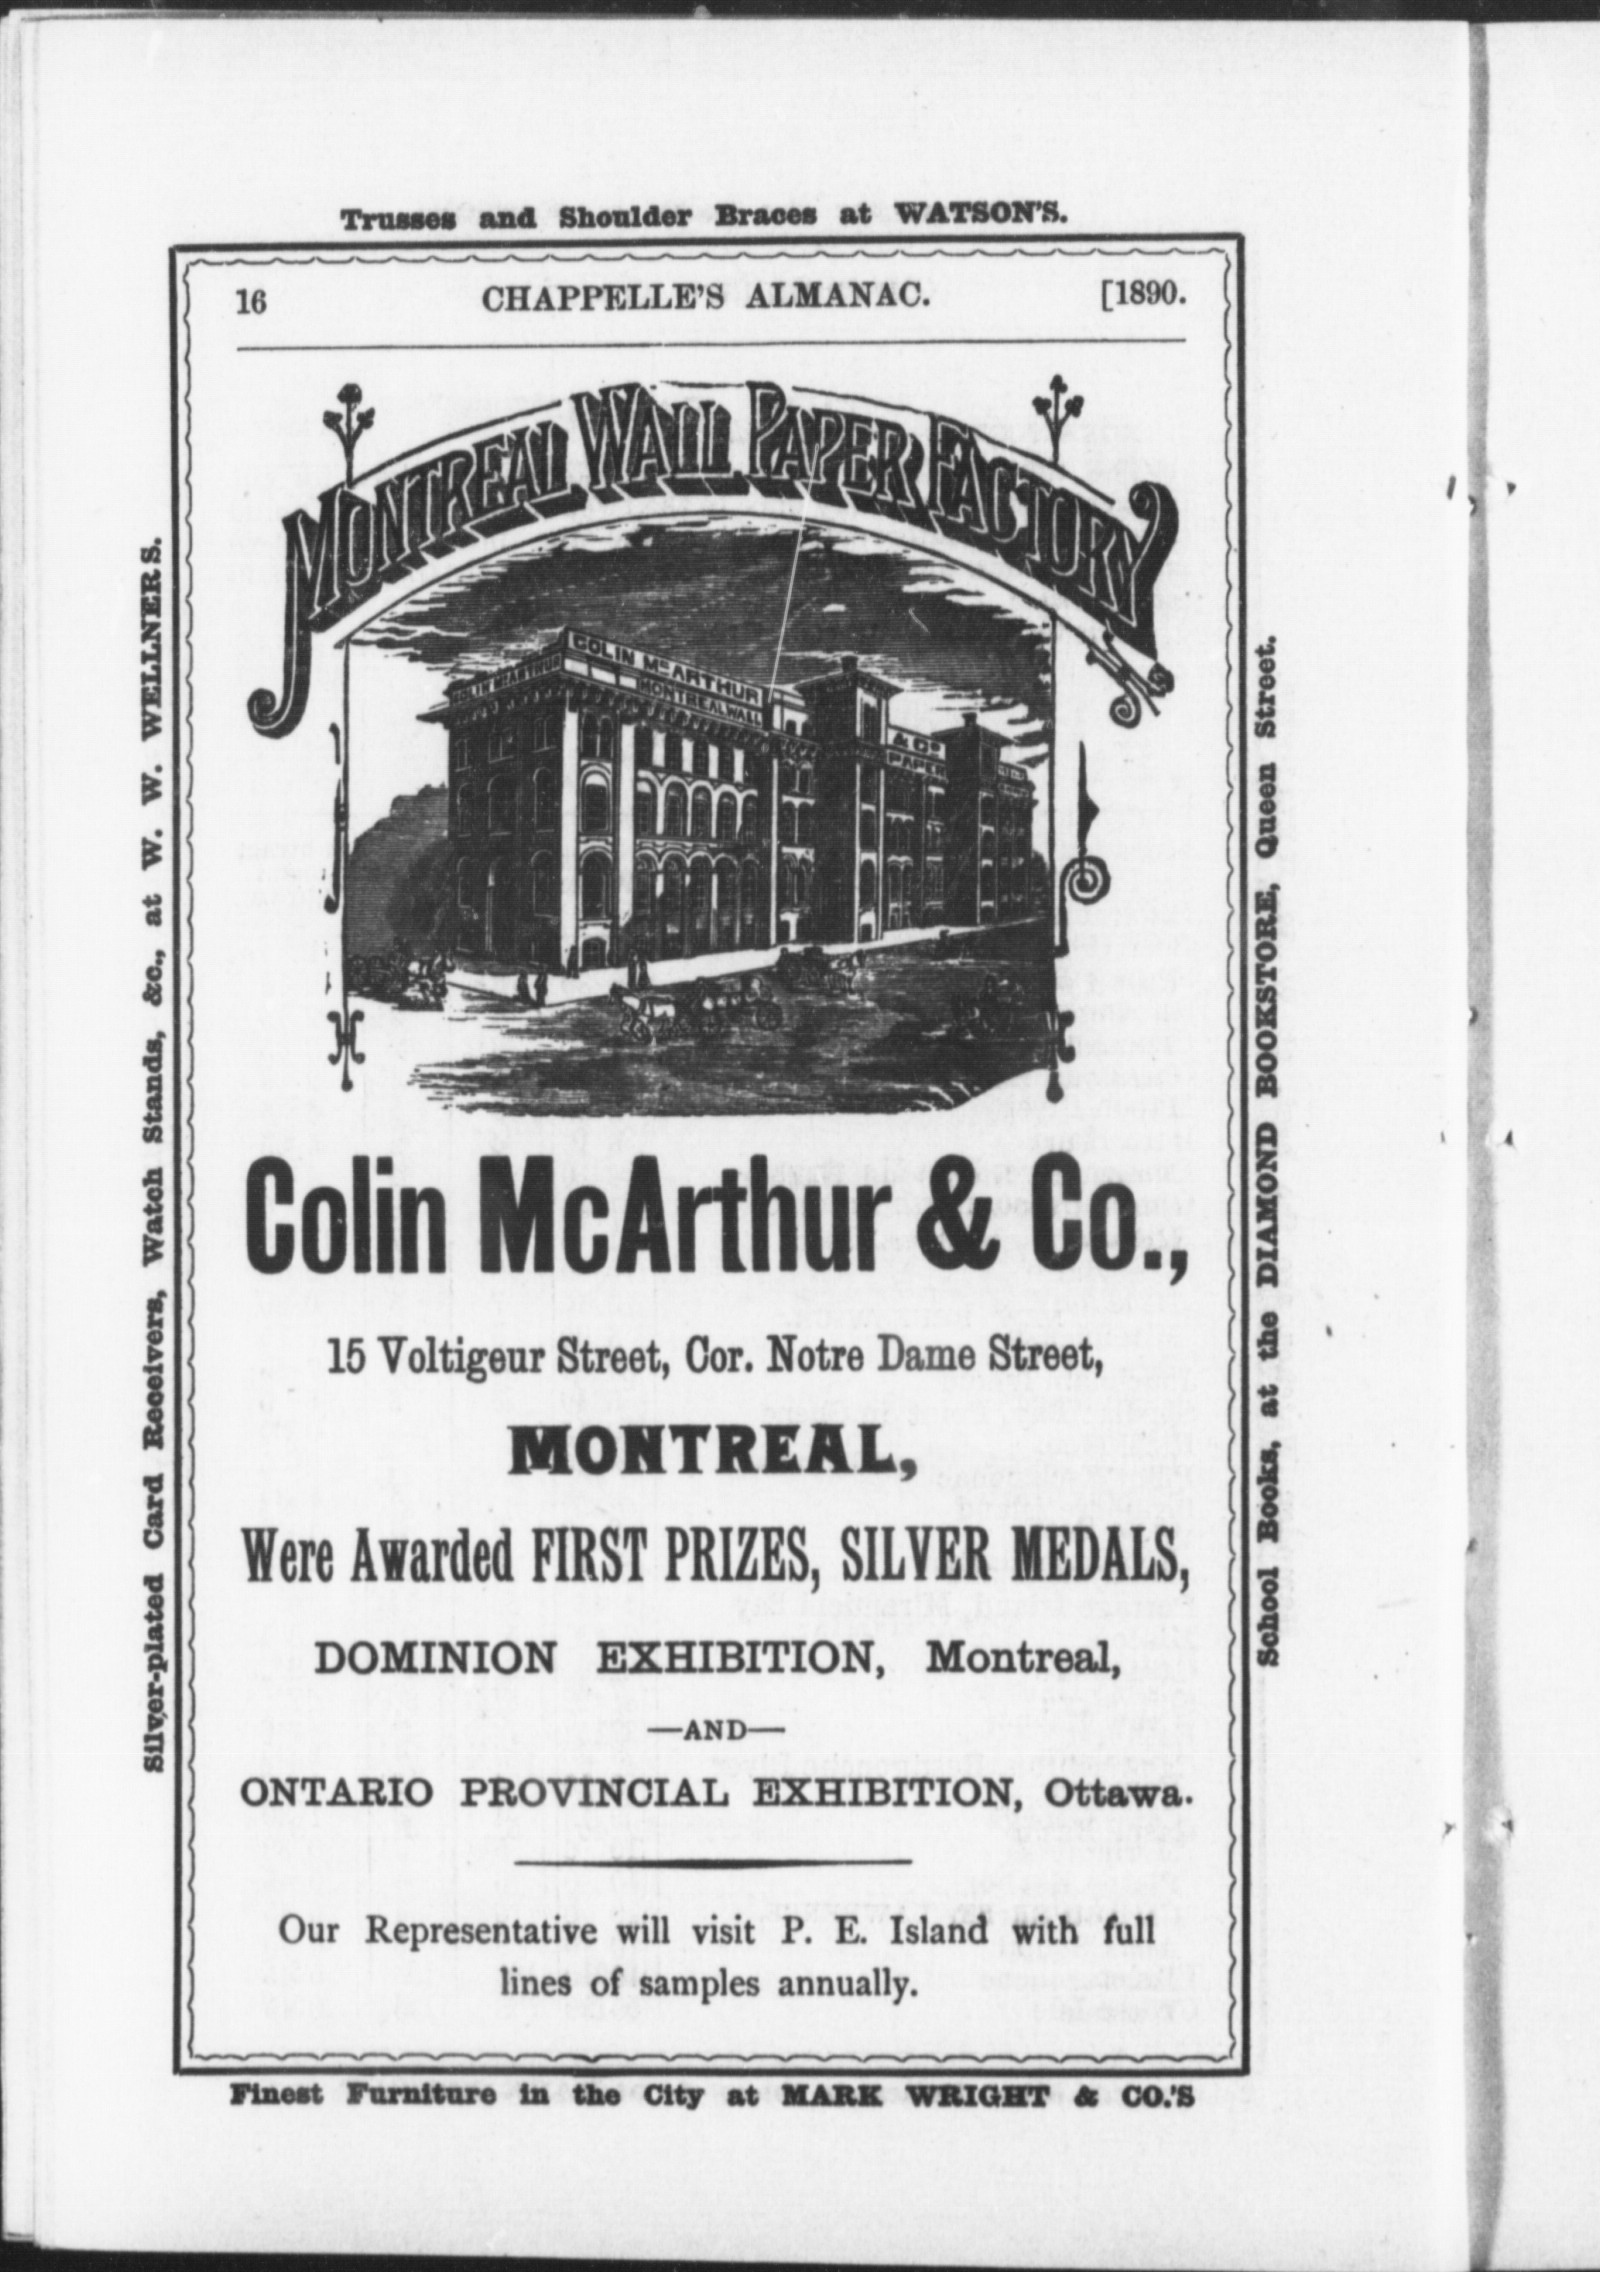 Trusses and Shoulder Braces at WATSON'S.
16 CHAPPELLE'S ALMANAC. [1890.
MONTREAL WALL PAPER FACTORY
COLIN McARTHUR
COLIN McARTHUR
MONTREAL WALL
& Co
PAPER
Colin McArthur & Co.,
15 Voltigeur Street, Cor. Notre Dame Street,
MONTREAL,
Were Awarded FIRST PRIZES, SILVER MEDALS,
DOMINION EXHIBITION, Montreal,
—AND—
ONTARIO PROVINCIAL EXHIBITION, Ottawa.
Our Representative will visit P. E. Island with full
lines of samples annually.
Finest Furniture in the City at MARK WRIGHT & CO.'S
Silver-plated Card Receivers, Watch Stands, &c., at W. W. WELLNERS.
School Books, at the DIAMOND BOOKSTORE, Queen Street.